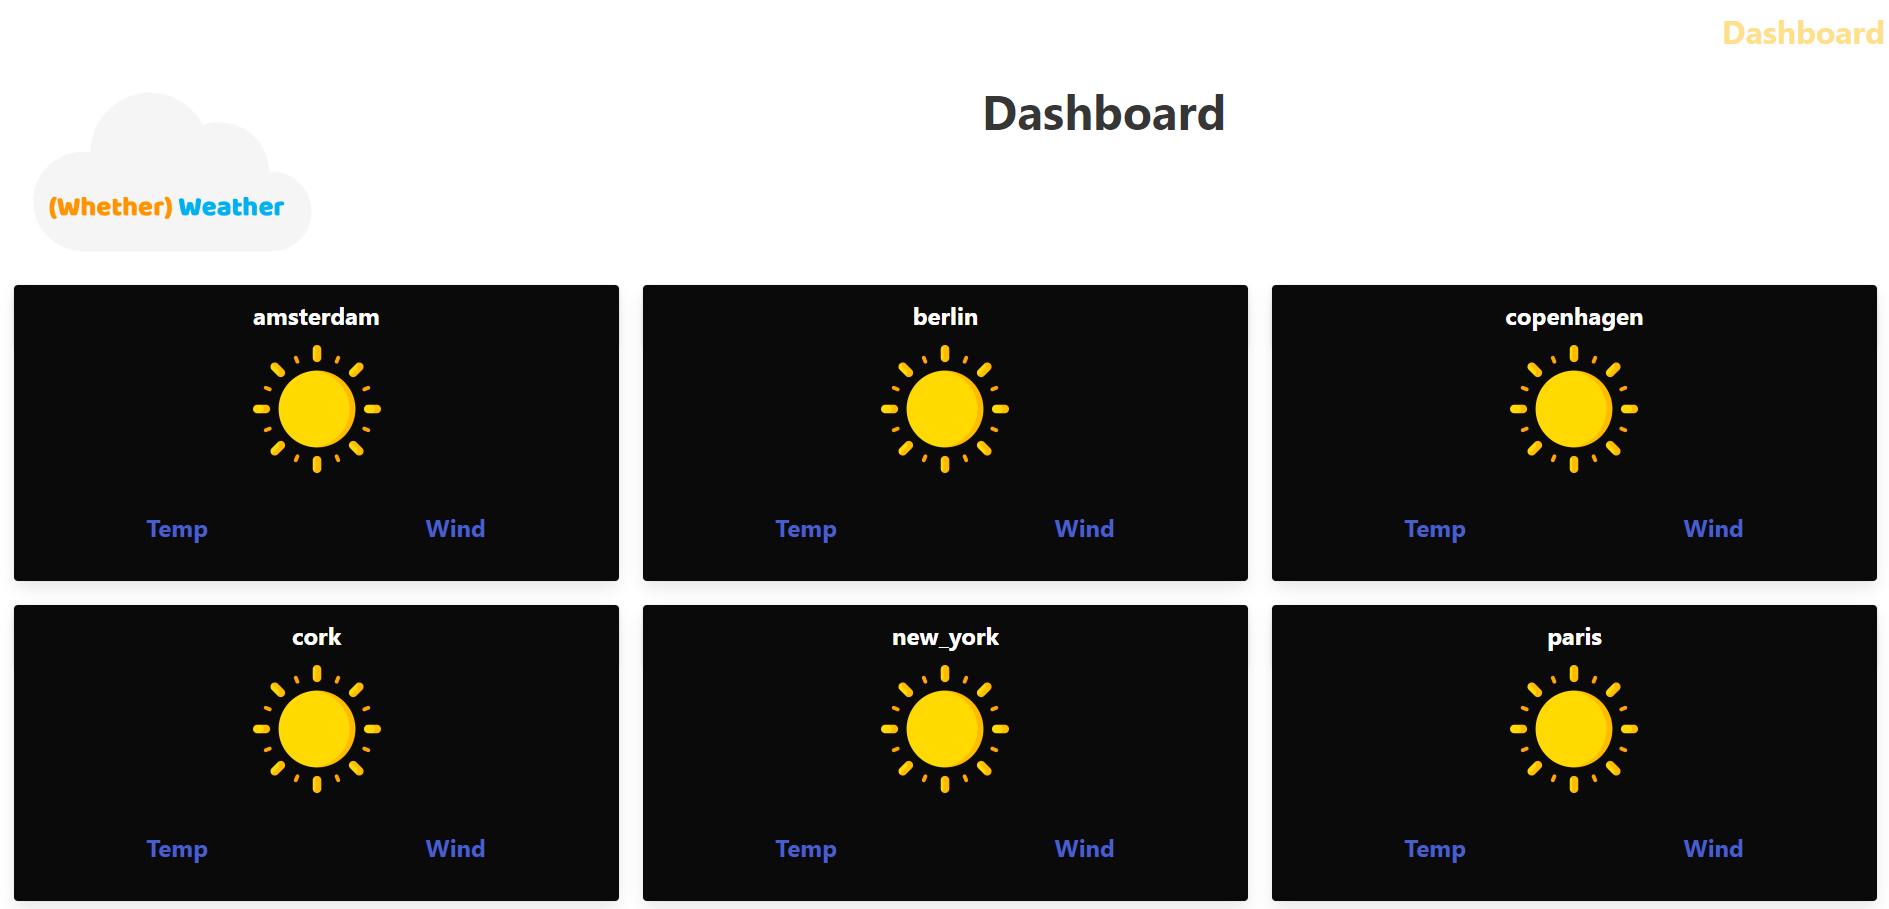 Dashboard
Dashboard
(Whether) Weather
amsterdam
berlin
copenhagen
Temp Wind
Temp Wind
Temp Wind
cork
new_york
paris
Temp Wind
Temp Wind
Temp Wind